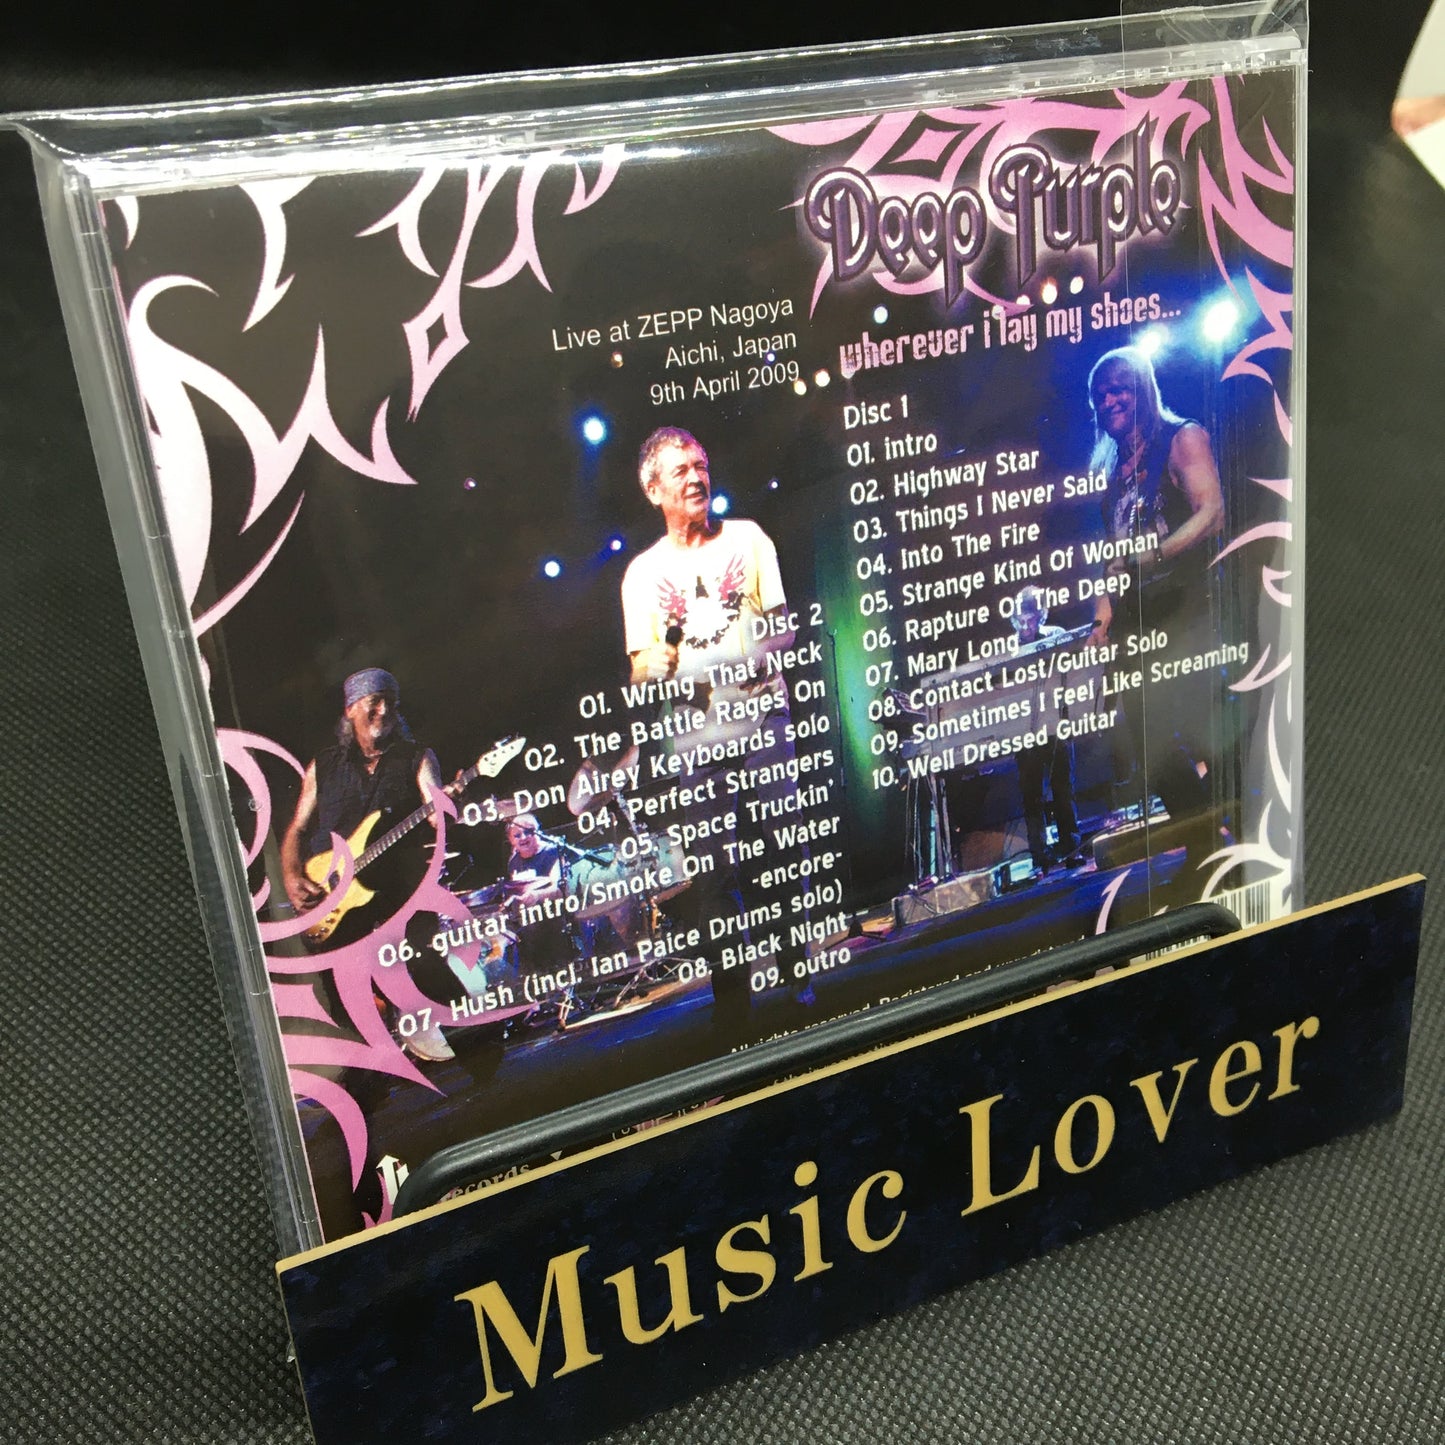 Deep Purple
wherever i lay my shoes...
Live at ZEPP Nagoya
Aichi, Japan
9th April 2009
Disc 1
01. intro
02. Highway Star
03. Things I Never Said
04. Into The Fire
05. Strange Kind Of Woman
06. Rapture Of The Deep
07. Mary Long
08. Contact Lost/Guitar Solo
09. Sometimes I Feel Like Screaming
10. Well Dressed Guitar
Disc 2
01. Wring That Neck
02. The Battle Rages On
03. Don Airey Keyboards solo
04. Perfect Strangers
05. Space Truckin'
06. guitar intro/Smoke On The Water
-encore-
07. Hush (incl. Ian Paice Drums solo)
08. Black Night
09. outro
All rights reserved. Registered and
Music Lover